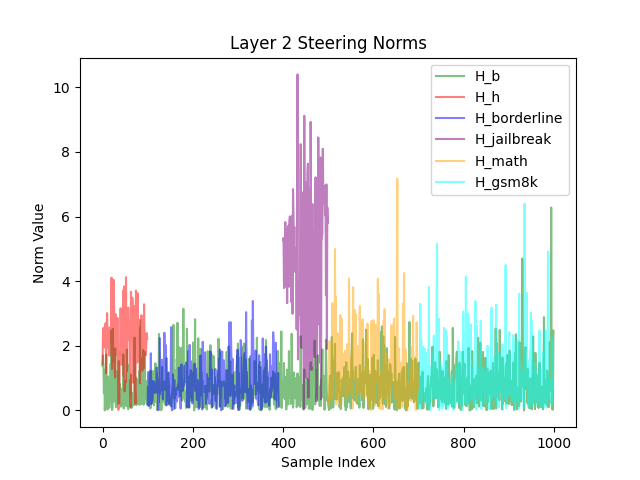 Layer 2 Steering Norms
H_b
H_h
H_borderline
H_jailbreak
H_math
H_gsm8k
Norm Value
10
8
6
4
2
0
0 200 400 600 800 1000
Sample Index